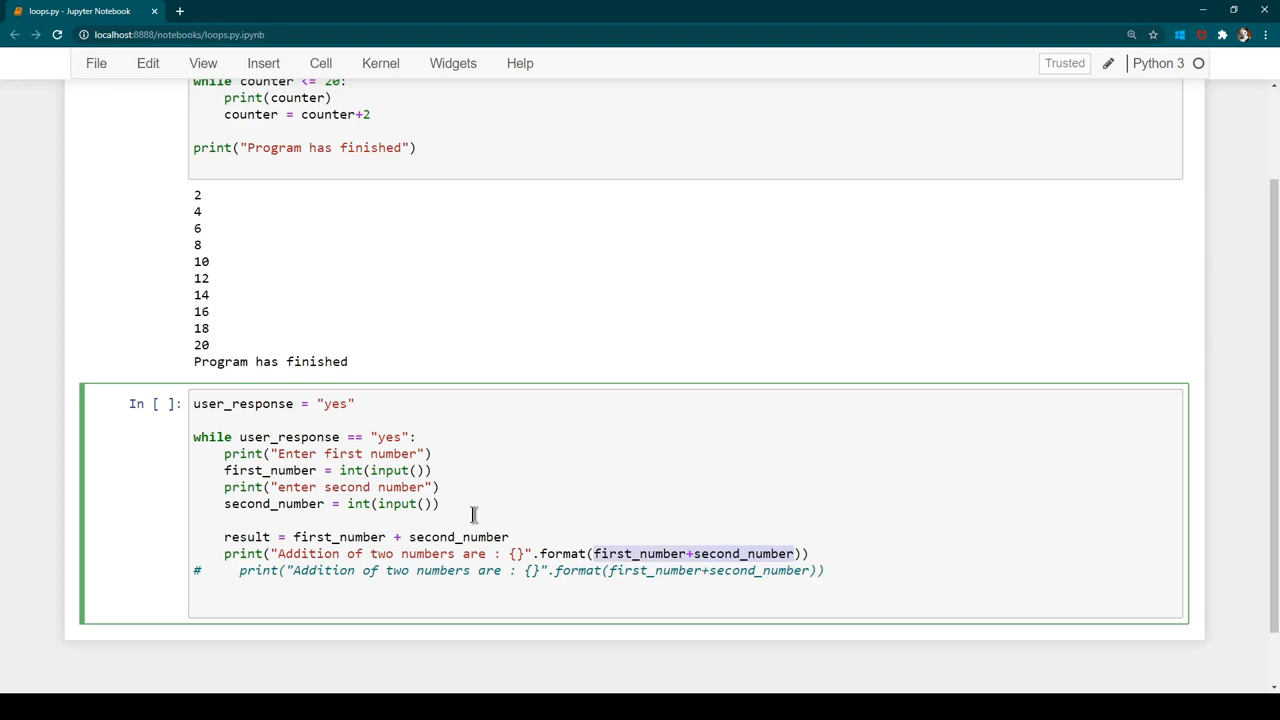 loops.py - Jupyter Notebook
localhost:8888/notebooks/loops.py.ipynb
File Edit View Insert Cell Kernel Widgets Help Trusted Python 3
while counter <= 20:
    print(counter)
    counter = counter+2
print("Program has finished")
2
4
6
8
10
12
14
16
18
20
Program has finished
In [ ]: user_response = "yes"
while user_response == "yes":
    print("Enter first number")
    first_number = int(input())
    print("enter second number")
    second_number = int(input())
    result = first_number + second_number
    print("Addition of two numbers are : {}".format(first_number+second_number))
#     print("Addition of two numbers are : {}".format(first_number+second_number))